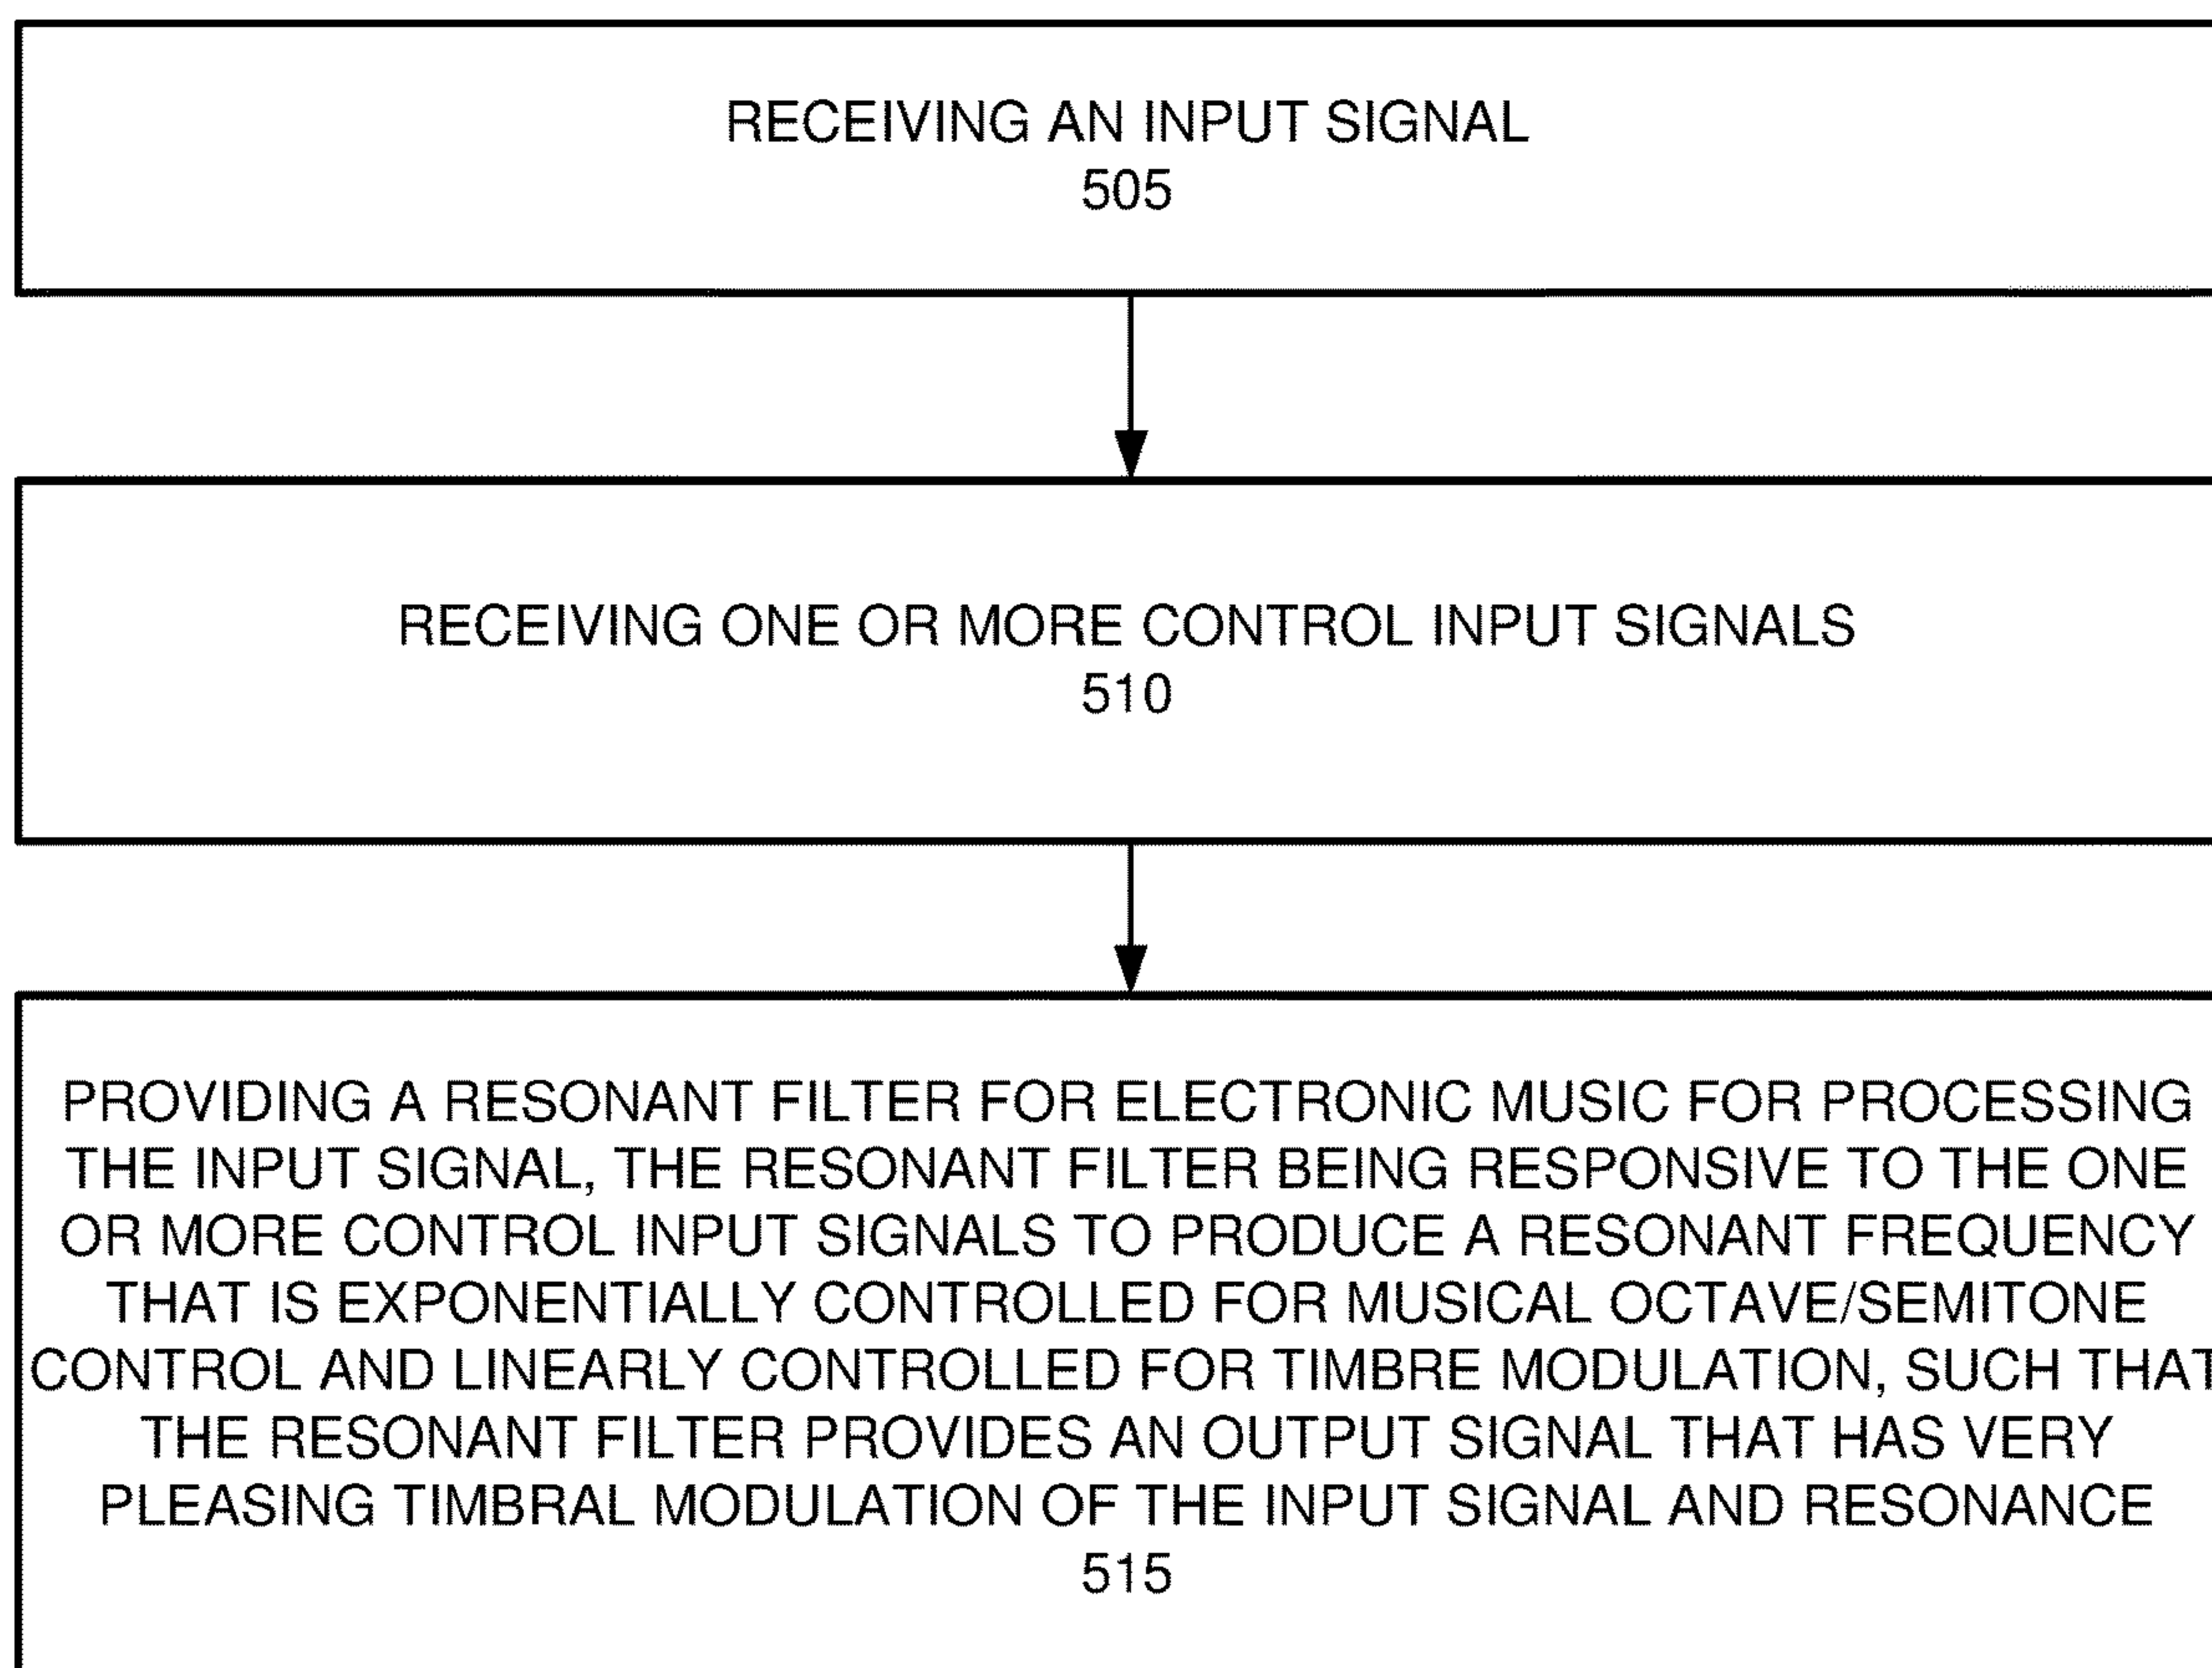 RECEIVING AN INPUT SIGNAL
505
RECEIVING ONE OR MORE CONTROL INPUT SIGNALS
510
PROVIDING A RESONANT FILTER FOR ELECTRONIC MUSIC FOR PROCESSING
THE INPUT SIGNAL, THE RESONANT FILTER BEING RESPONSIVE TO THE ONE
OR MORE CONTROL INPUT SIGNALS TO PRODUCE A RESONANT FREQUENCY
THAT IS EXPONENTIALLY CONTROLLED FOR MUSICAL OCTAVE/SEMITONE
CONTROL AND LINEARLY CONTROLLED FOR TIMBRE MODULATION, SUCH THAT
THE RESONANT FILTER PROVIDES AN OUTPUT SIGNAL THAT HAS VERY
PLEASING TIMBRAL MODULATION OF THE INPUT SIGNAL AND RESONANCE
515